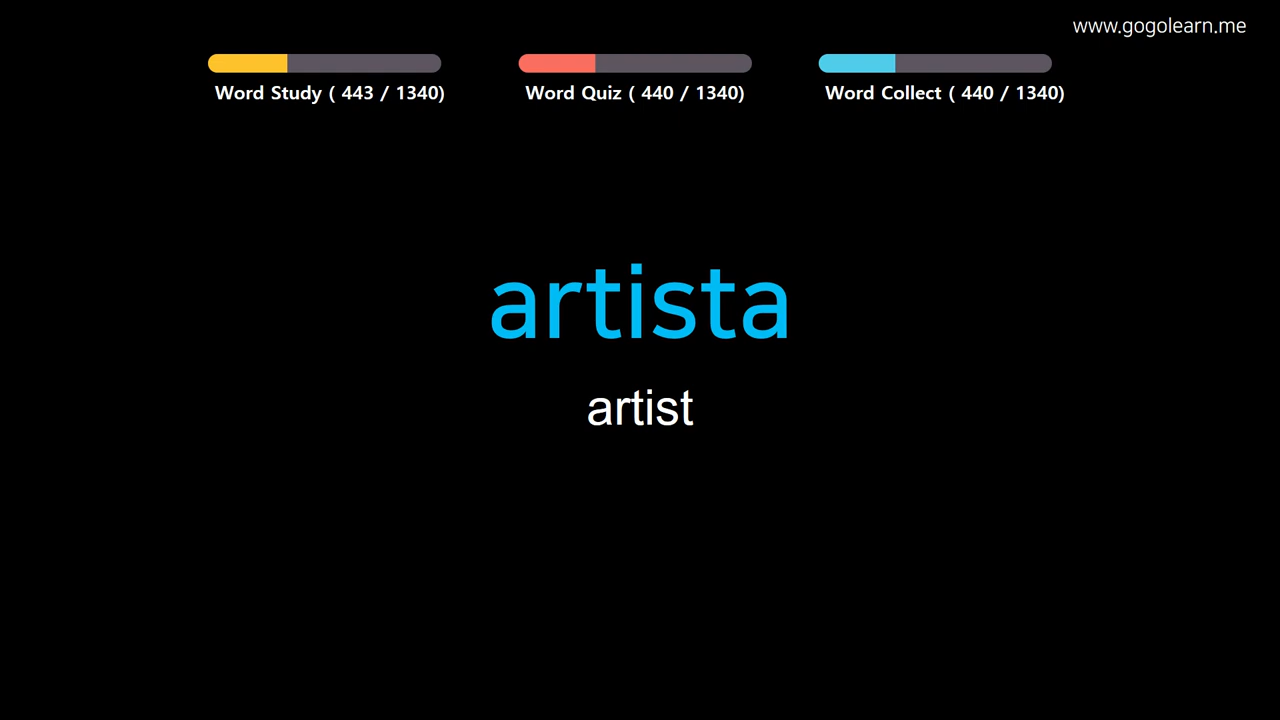 www.gogolearn.me
Word Study ( 443 / 1340)
Word Quiz ( 440 / 1340)
Word Collect ( 440 / 1340)
artista
artist